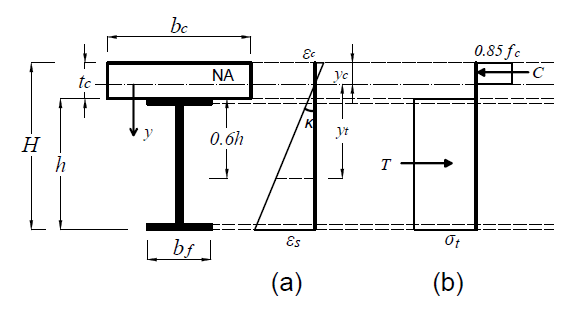 bc
εc
0.85 fc
tc
NA
yc
C
H
h
y
0.6h
κ
yt
T
bf
εs
σt
(a)
(b)